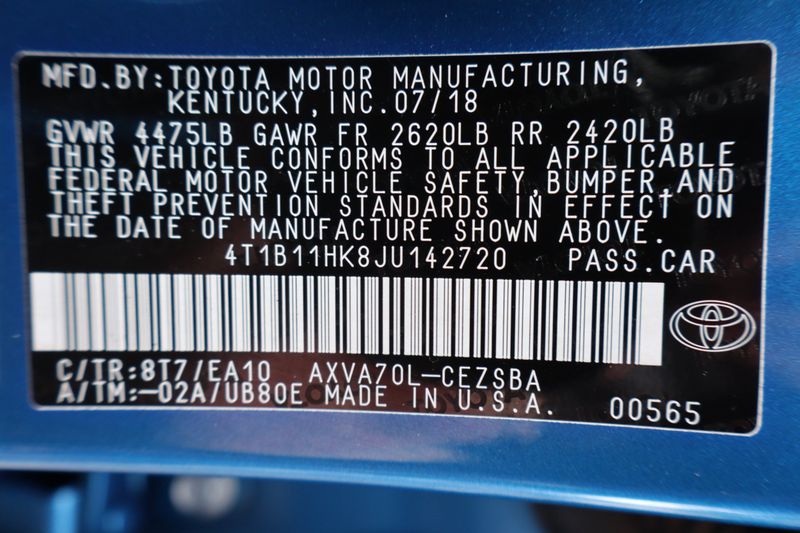 MFD.BY:TOYOTA MOTOR MANUFACTURING,
KENTUCKY,INC.07/18
GVWR 4475LB GAWR FR 2620LB RR 2420LB
THIS VEHICLE CONFORMS TO ALL APPLICABLE
FEDERAL MOTOR VEHICLE SAFETY,BUMPER,AND
THEFT PREVENTION STANDARDS IN EFFECT ON
THE DATE OF MANUFACTURE SHOWN ABOVE.
4T1B11HK8JU142720 PASS.CAR
C/TR:8T7/EA10 AXVA70L-CEZSBA
A/TM:-02A/UB80E MADE IN U.S.A. 00565